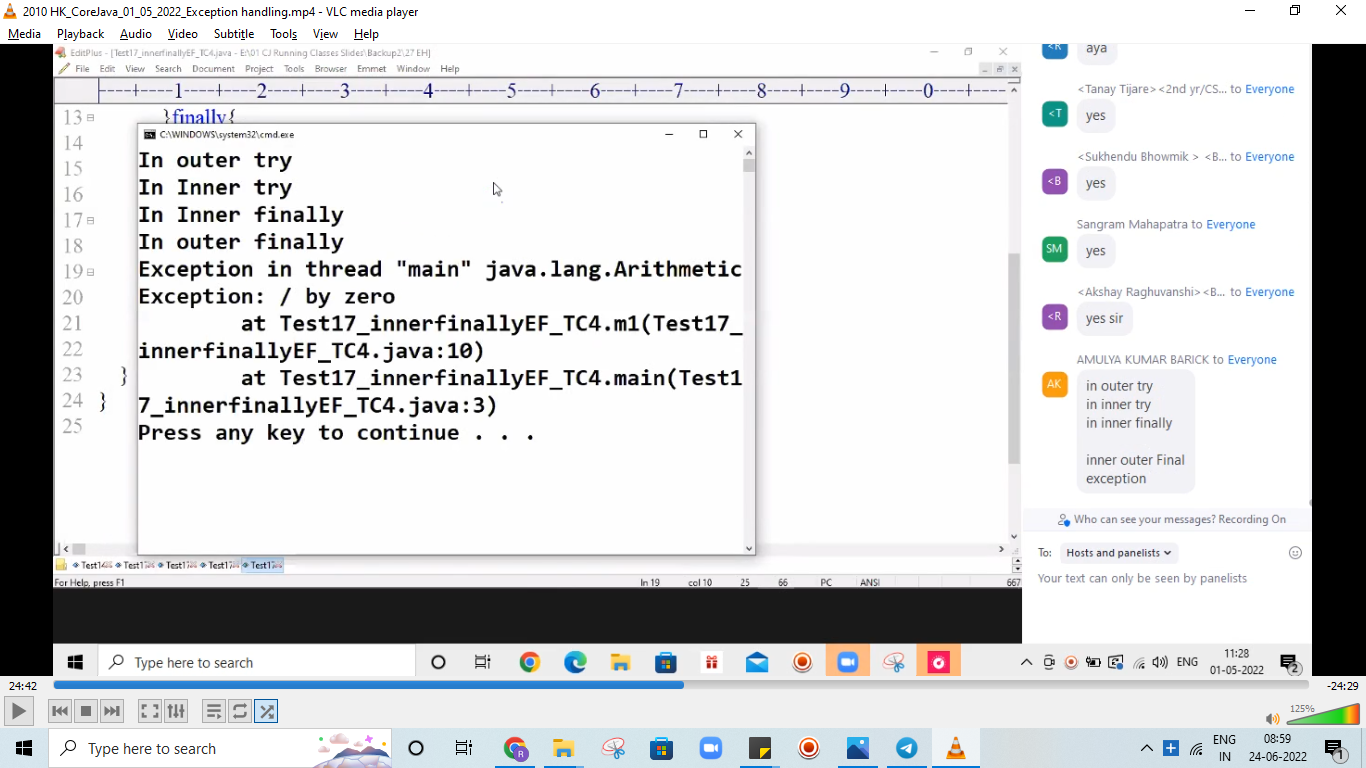 2010 HK_CoreJava_01_05_2022_Exception handling.mp4 - VLC media player
Media Playback Audio Video Subtitle Tools View Help
EditPlus - [Test17_innerfinallyEF_TC4.java - E:\01 CJ Running Classes Slides\Backup2\27 EH]
File Edit View Search Document Project Tools Browser Emmet Window Help
----+----1----+----2----+----3----+----4----+----5----+----6----+----7----+----8----+----9----+----0----+---
13 }finally{
14
15
16
17
18
19
20
21
22
23 }
24 }
25
C:\WINDOWS\system32\cmd.exe
In outer try
In Inner try
In Inner finally
In outer finally
Exception in thread "main" java.lang.Arithmetic
Exception: / by zero
at Test17_innerfinallyEF_TC4.m1(Test17_
innerfinallyEF_TC4.java:10)
at Test17_innerfinallyEF_TC4.main(Test1
7_innerfinallyEF_TC4.java:3)
Press any key to continue . . .
Test14 Test17 Test17 Test17 Test17
For Help, press F1 ln 19 col 10 25 66 PC ANSI 667
<R aya
<Tanay Tijare><2nd yr/CS... to Everyone
<T yes
<Sukhendu Bhowmik > <B... to Everyone
<B yes
Sangram Mahapatra to Everyone
SM yes
<Akshay Raghuvanshi><B... to Everyone
<R yes sir
AMULYA KUMAR BARICK to Everyone
AK in outer try
in inner try
in inner finally
inner outer Final
exception
Who can see your messages? Recording On
To: Hosts and panelists
Your text can only be seen by panelists
Type here to search
ENG
11:28
01-05-2022
2
24:42 -24:29
125%
Type here to search
ENG
IN
08:59
24-06-2022
1